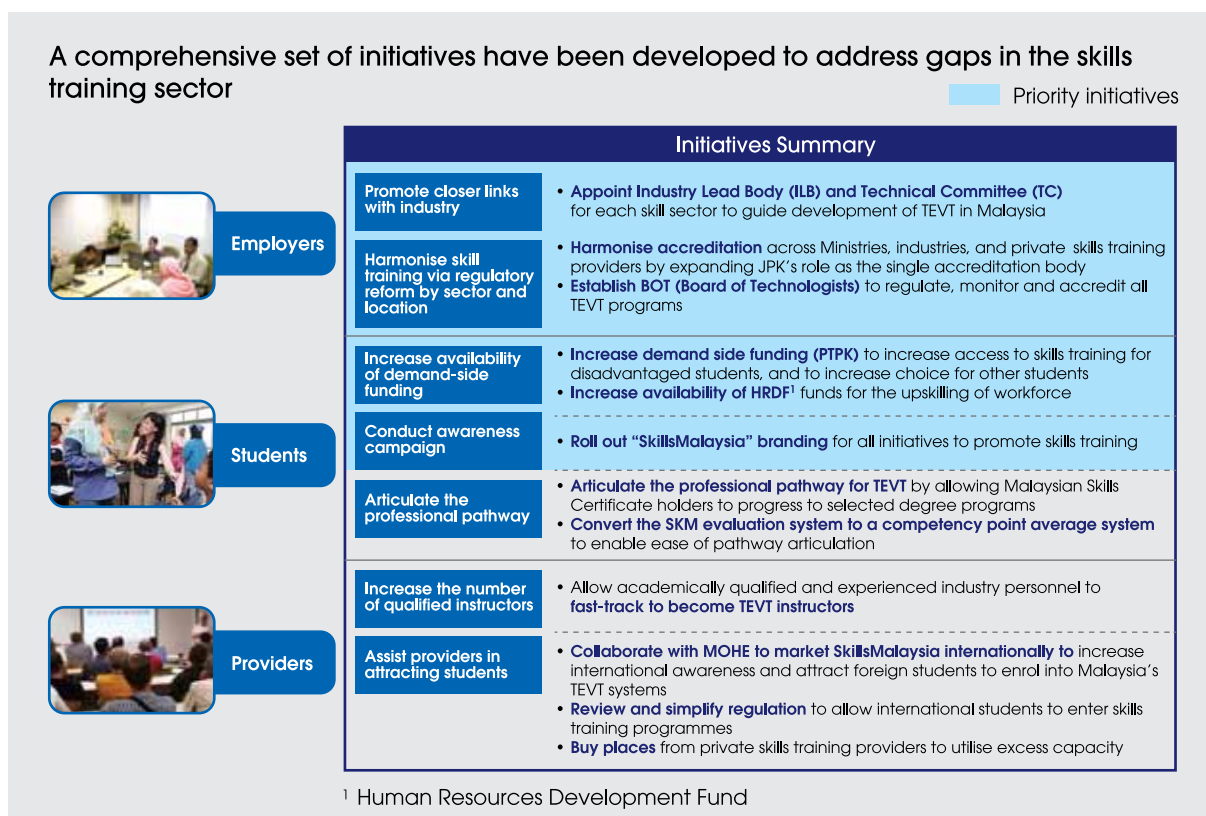 A comprehensive set of initiatives have been developed to address gaps in the skills
training sector
Priority initiatives
Initiatives Summary
Employers
Promote closer links
with industry
• Appoint Industry Lead Body (ILB) and Technical Committee (TC)
for each skill sector to guide development of TEVT in Malaysia
Harmonise skill
training via regulatory
reform by sector and
location
• Harmonise accreditation across Ministries, industries, and private skills training
providers by expanding JPK's role as the single accreditation body
• Establish BOT (Board of Technologists) to regulate, monitor and accredit all
TEVT programs
Students
Increase availability
of demand-side
funding
• Increase demand side funding (PTPK) to increase access to skills training for
disadvantaged students, and to increase choice for other students
• Increase availability of HRDF¹ funds for the upskilling of workforce
Conduct awareness
campaign
• Roll out “SkillsMalaysia” branding for all initiatives to promote skills training
Articulate the
professional pathway
• Articulate the professional pathway for TEVT by allowing Malaysian Skills
Certificate holders to progress to selected degree programs
• Convert the SKM evaluation system to a competency point average system
to enable ease of pathway articulation
Providers
Increase the number
of qualified instructors
• Allow academically qualified and experienced industry personnel to
fast-track to become TEVT instructors
Assist providers in
attracting students
• Collaborate with MOHE to market SkillsMalaysia internationally to increase
international awareness and attract foreign students to enrol into Malaysia's
TEVT systems
• Review and simplify regulation to allow international students to enter skills
training programmes
• Buy places from private skills training providers to utilise excess capacity
¹ Human Resources Development Fund